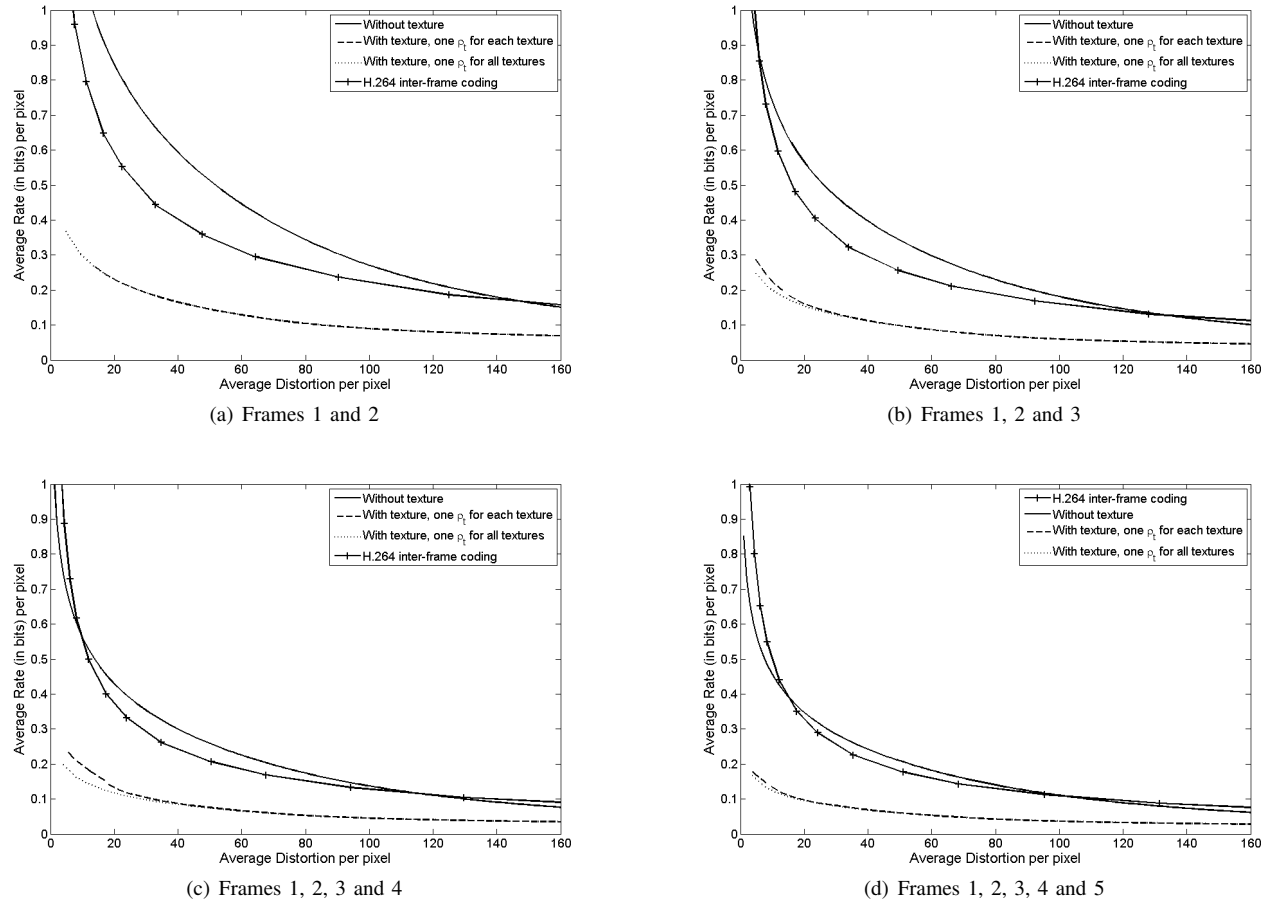 1
0.9
0.8
0.7
0.6
0.5
0.4
0.3
0.2
0.1
0
Average Rate (in bits) per pixel
Without texture
With texture, one ρt for each texture
With texture, one ρt for all textures
H.264 inter-frame coding
0 20 40 60 80 100 120 140 160
Average Distortion per pixel
(a) Frames 1 and 2
1
0.9
0.8
0.7
0.6
0.5
0.4
0.3
0.2
0.1
0
Average Rate (in bits) per pixel
Without texture
With texture, one ρt for each texture
With texture, one ρt for all textures
H.264 inter-frame coding
0 20 40 60 80 100 120 140 160
Average Distortion per pixel
(b) Frames 1, 2 and 3
1
0.9
0.8
0.7
0.6
0.5
0.4
0.3
0.2
0.1
0
Average Rate (in bits) per pixel
Without texture
With texture, one ρt for each texture
With texture, one ρt for all textures
H.264 inter-frame coding
0 20 40 60 80 100 120 140 160
Average Distortion per pixel
(c) Frames 1, 2, 3 and 4
1
0.9
0.8
0.7
0.6
0.5
0.4
0.3
0.2
0.1
0
Average Rate (in bits) per pixel
H.264 inter-frame coding
Without texture
With texture, one ρt for each texture
With texture, one ρt for all textures
0 20 40 60 80 100 120 140 160
Average Distortion per pixel
(d) Frames 1, 2, 3, 4 and 5